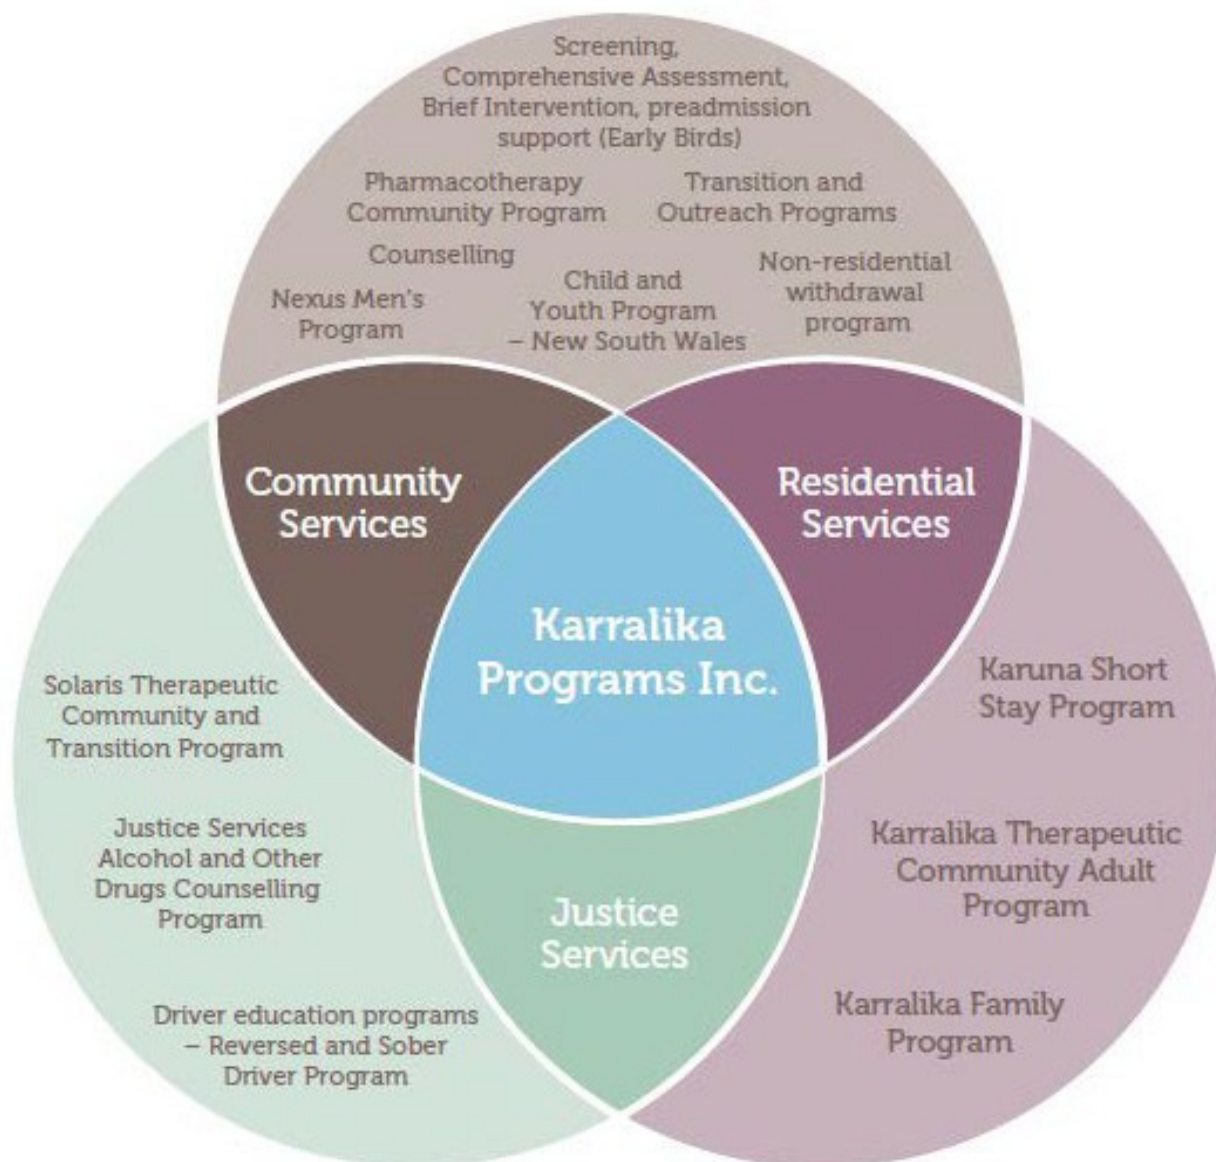 Screening,
Comprehensive Assessment,
Brief Intervention, preadmission
support (Early Birds)
Pharmacotherapy
Community Program
Transition and
Outreach Programs
Counselling
Nexus Men's
Program
Child and
Youth Program
– New South Wales
Non-residential
withdrawal
program
Community
Services
Residential
Services
Karralika
Programs Inc.
Solaris Therapeutic
Community and
Transition Program
Justice Services
Alcohol and Other
Drugs Counselling
Program
Driver education programs
– Reversed and Sober
Driver Program
Justice
Services
Karuna Short
Stay Program
Karralika Therapeutic
Community Adult
Program
Karralika Family
Program